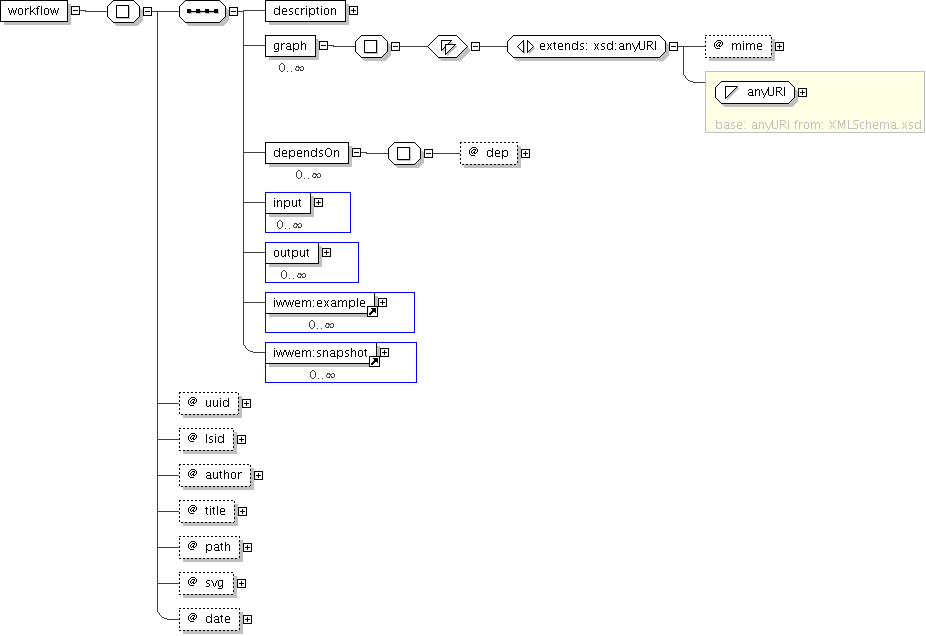 workflow
description
graph
0..∞
extends: xsd:anyURI
@ mime
anyURI
base: anyURI from: XMLSchema.xsd
dependsOn
0..∞
@ dep
input
0..∞
output
0..∞
iwwem:example
0..∞
iwwem:snapshot
0..∞
@ uuid
@ lsid
@ author
@ title
@ path
@ svg
@ date